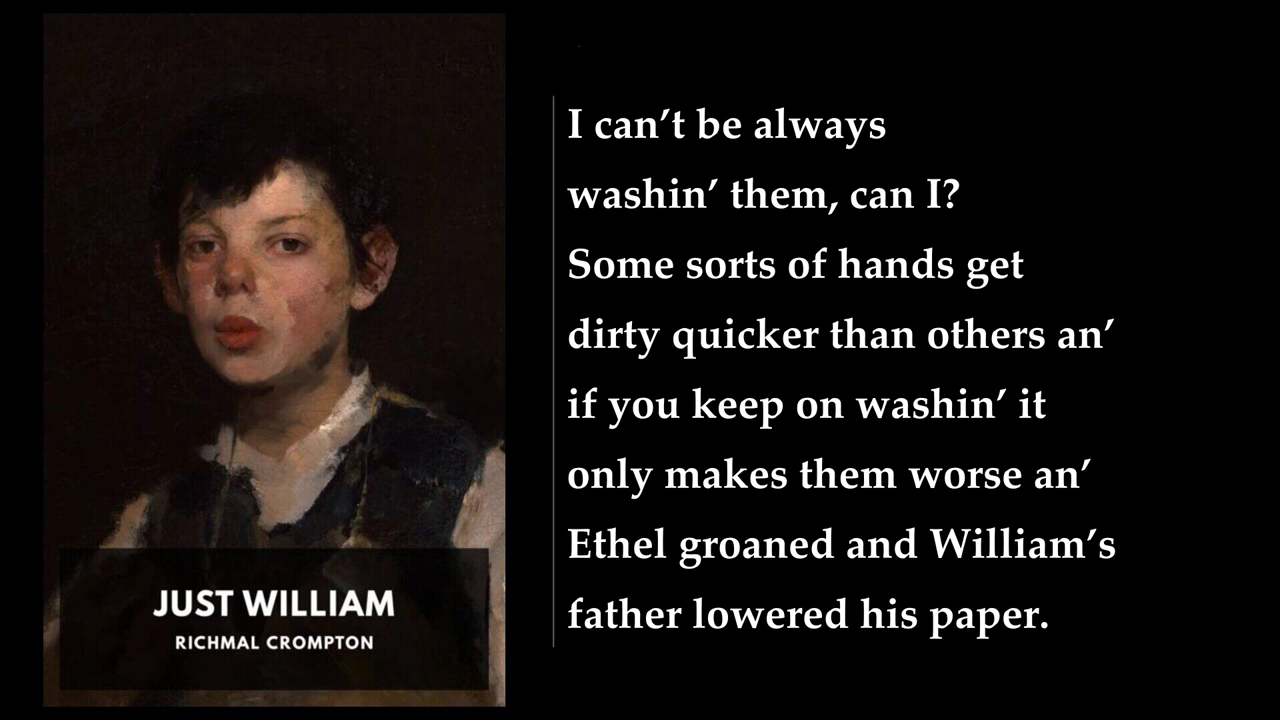 JUST WILLIAM
RICHMAL CROMPTON
I can’t be always
washin’ them, can I?
Some sorts of hands get
dirty quicker than others an’
if you keep on washin’ it
only makes them worse an’
Ethel groaned and William’s
father lowered his paper.